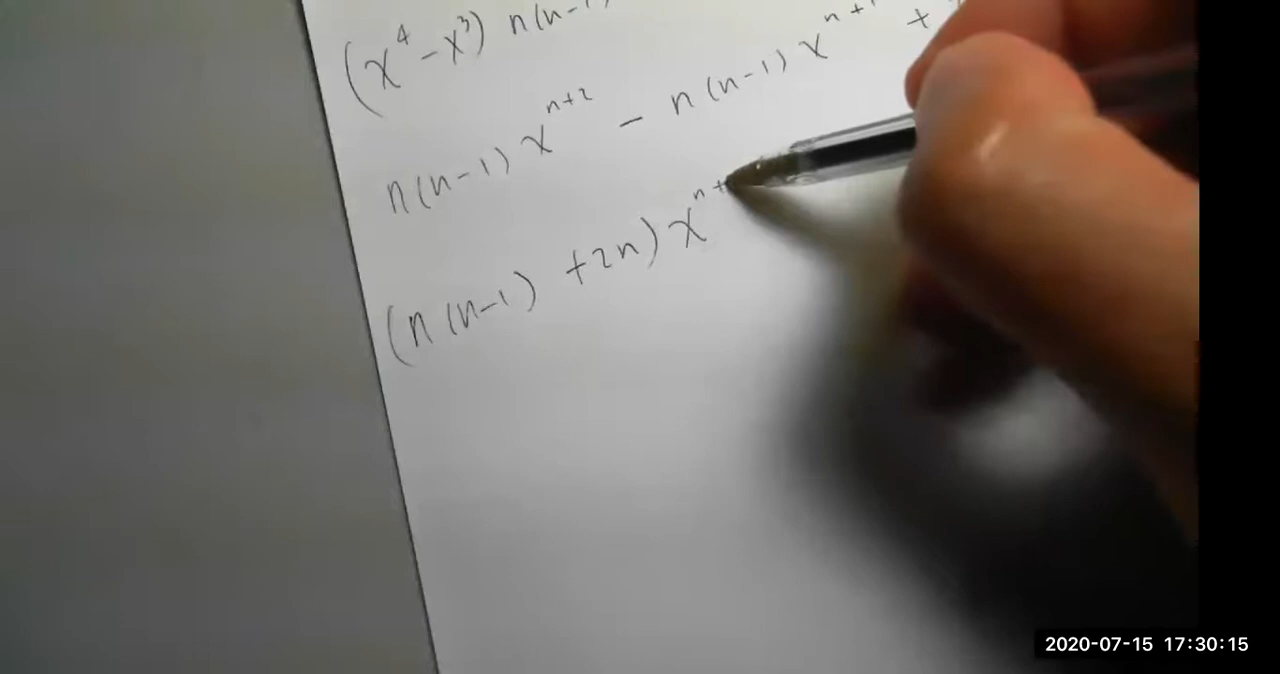 (x⁴ - x³) n(n-1)
n(n-1) x^{n+2} - n(n-1) x^{n+1} +
(n(n-1) + 2n) x^{n+
2020-07-15 17:30:15